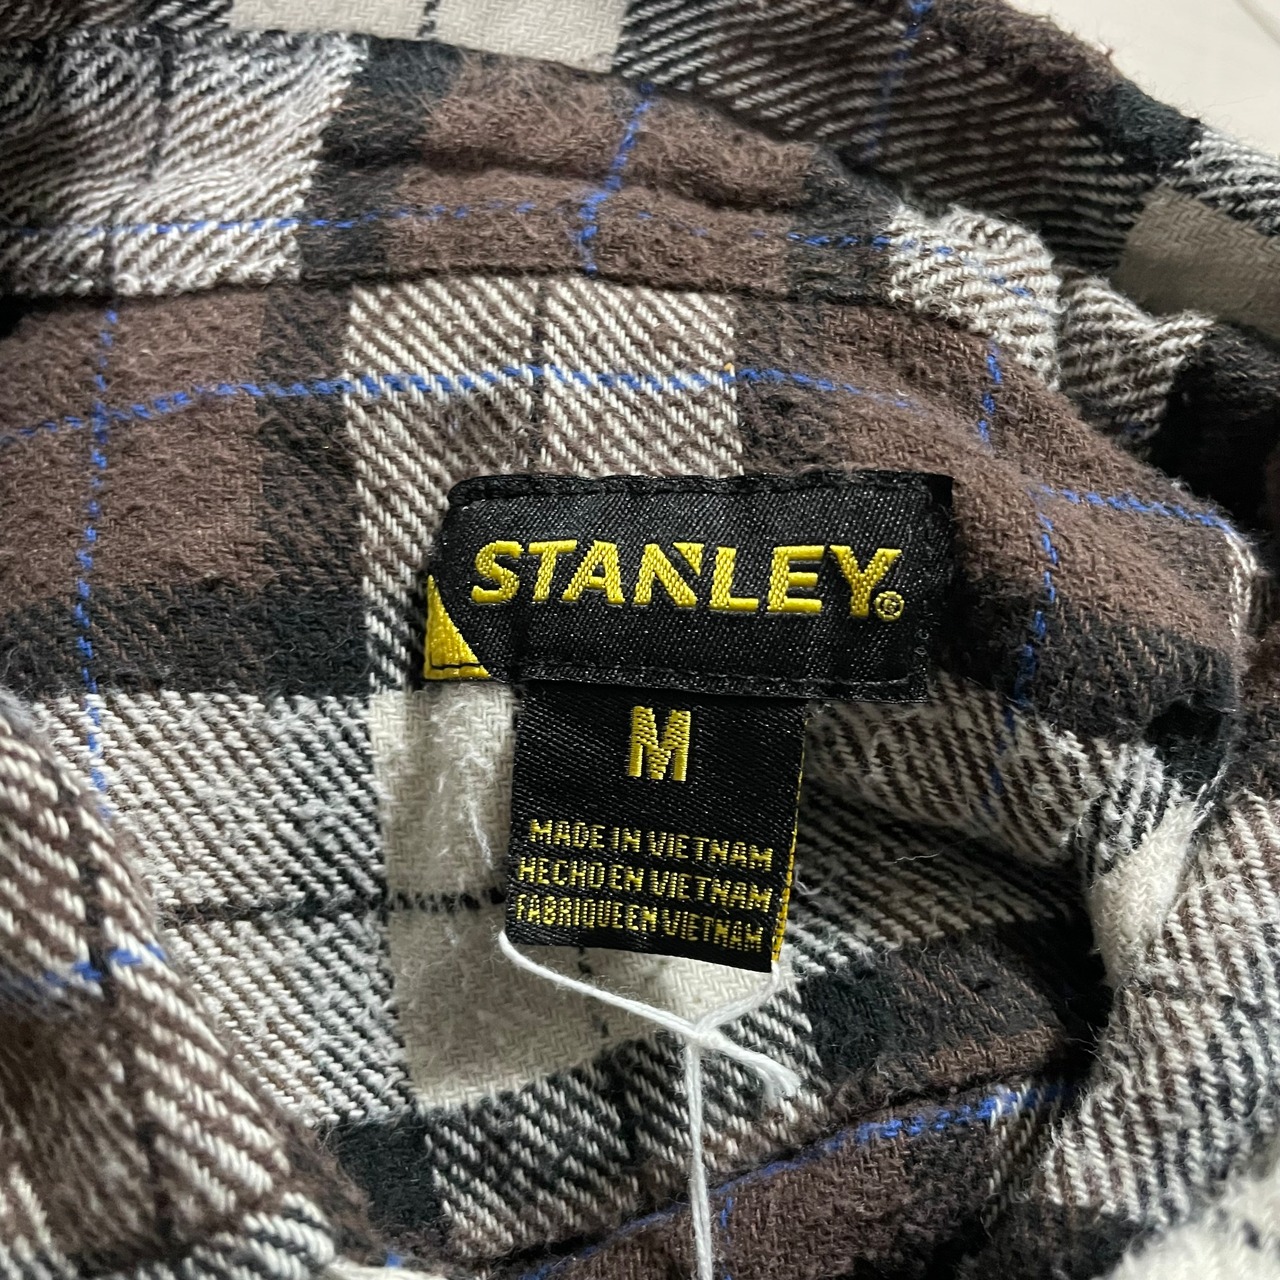 STANLEY®
M
MADE IN VIETNAM
HECHO EN VIETNAM
FABRIQUE EN VIETNAM